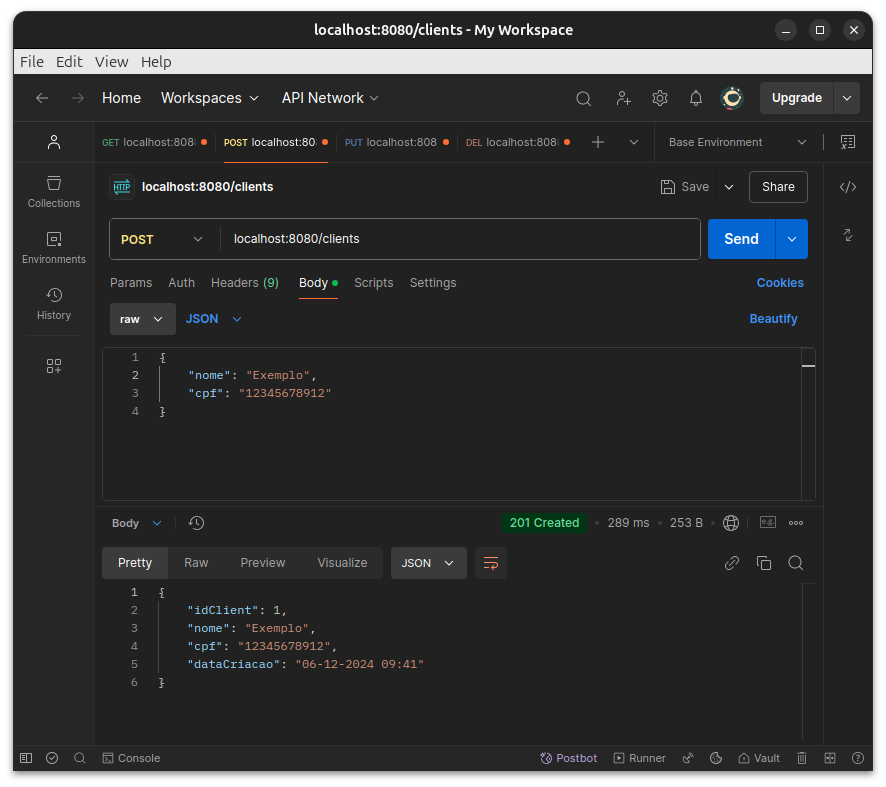 localhost:8080/clients - My Workspace
File Edit View Help
Home Workspaces API Network Upgrade
GET localhost:808 POST localhost:80 PUT localhost:808 DEL localhost:808 Base Environment
HTTP localhost:8080/clients Save Share
Collections
Environments
History
POST localhost:8080/clients Send
Params Auth Headers (9) Body Scripts Settings Cookies
raw JSON Beautify
1 {
2 "nome": "Exemplo",
3 "cpf": "12345678912"
4 }
Body 201 Created 289 ms 253 B e.g.
Pretty Raw Preview Visualize JSON
1 {
2 "idClient": 1,
3 "nome": "Exemplo",
4 "cpf": "12345678912",
5 "dataCriacao": "06-12-2024 09:41"
6 }
Console Postbot Runner Vault